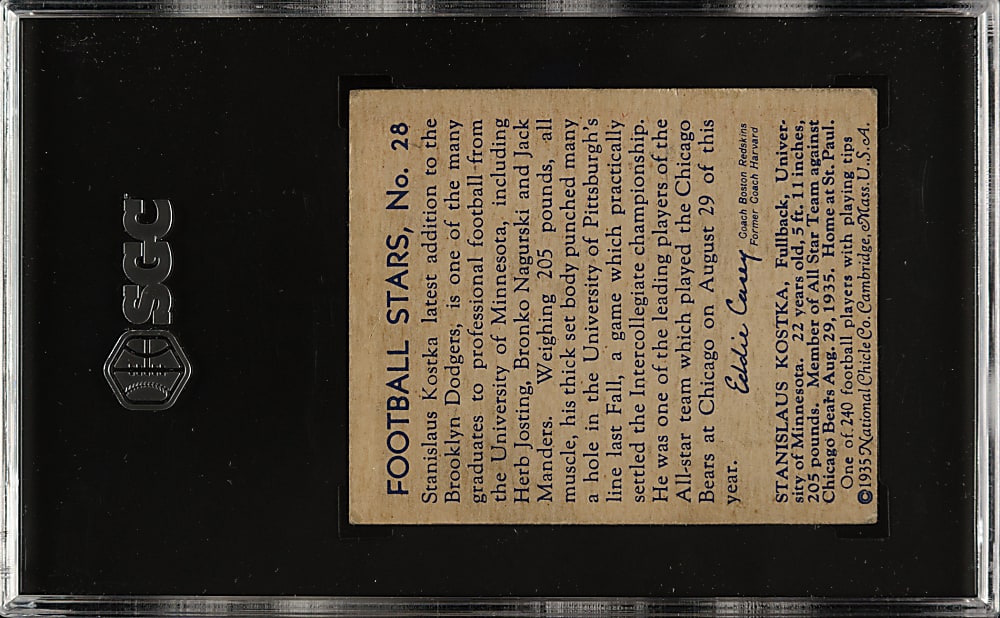 FOOTBALL STARS, No. 28
Stanislaus Kostka latest addition to the
Brooklyn Dodgers, is one of the many
graduates to professional football from
the University of Minnesota, including
Herb Josting, Bronko Nagurski and Jack
Manders. Weighing 205 pounds, all
muscle, his thick set body punched many
a hole in the University of Pittsburgh's
line last Fall, a game which practically
settled the Intercollegiate championship.
He was one of the leading players of the
All-star team which played the Chicago
Bears at Chicago on August 29 of this
year.
Eddie Casey Coach Boston Redskins
Former Coach Harvard
STANISLAUS KOSTKA, Fullback, Univer-
sity of Minnesota. 22 years old, 5 ft. 11 inches,
205 pounds. Member of All Star Team against
Chicago Bears Aug. 29, 1935. Home at St. Paul.
One of 240 football players with playing tips
©1935 National Chicle Co. Cambridge, Mass. U.S.A.
SGC